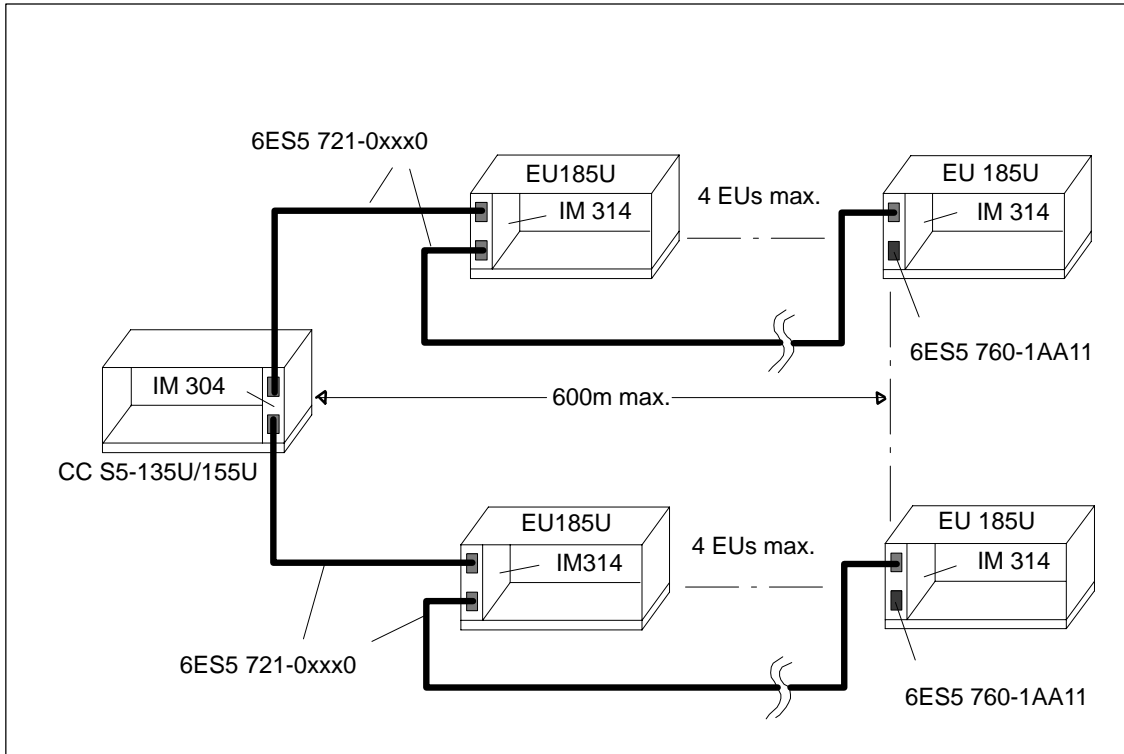 6ES5 721-0xxx0
EU185U
IM 314
4 EUs max.
EU 185U
IM 314
6ES5 760-1AA11
IM 304
600m max.
CC S5-135U/155U
EU185U
IM314
4 EUs max.
EU 185U
IM 314
6ES5 721-0xxx0
6ES5 760-1AA11